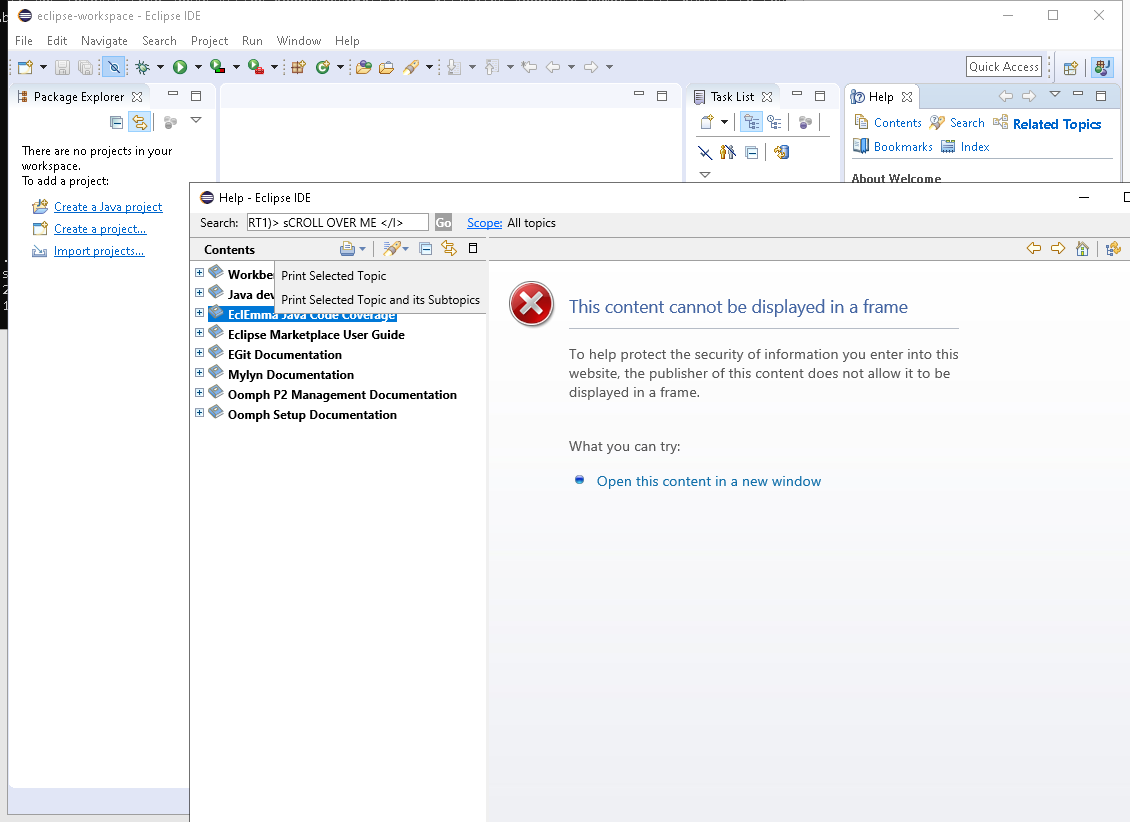 eclipse-workspace - Eclipse IDE
File Edit Navigate Search Project Run Window Help
Quick Access
Package Explorer
Task List
Help
Contents Search Related Topics
Bookmarks Index
About Welcome
There are no projects in your
workspace.
To add a project:
Create a Java project
Create a project...
Import projects...
Help - Eclipse IDE
Search: RT1)> sCROLL OVER ME </I> Go Scope: All topics
Contents
Print Selected Topic
Print Selected Topic and its Subtopics
Workbe
Java dev
EclEmma Java Code Coverage
Eclipse Marketplace User Guide
EGit Documentation
Mylyn Documentation
Oomph P2 Management Documentation
Oomph Setup Documentation
This content cannot be displayed in a frame
To help protect the security of information you enter into this
website, the publisher of this content does not allow it to be
displayed in a frame.
What you can try:
Open this content in a new window